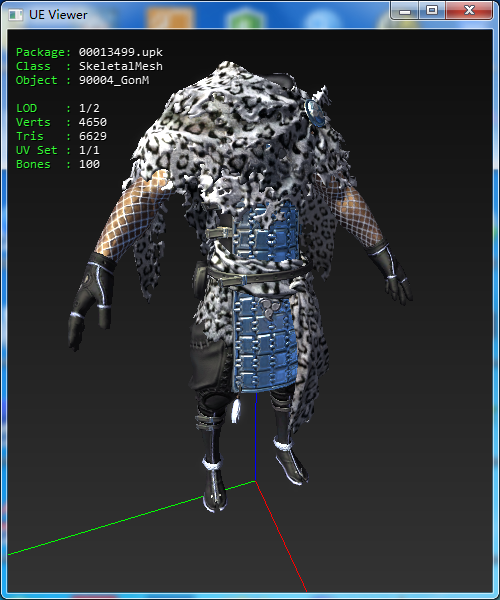 UE Viewer
Package: 00013499.upk
Class : SkeletalMesh
Object : 90004_GonM
LOD : 1/2
Verts : 4650
Tris : 6629
UV Set : 1/1
Bones : 100